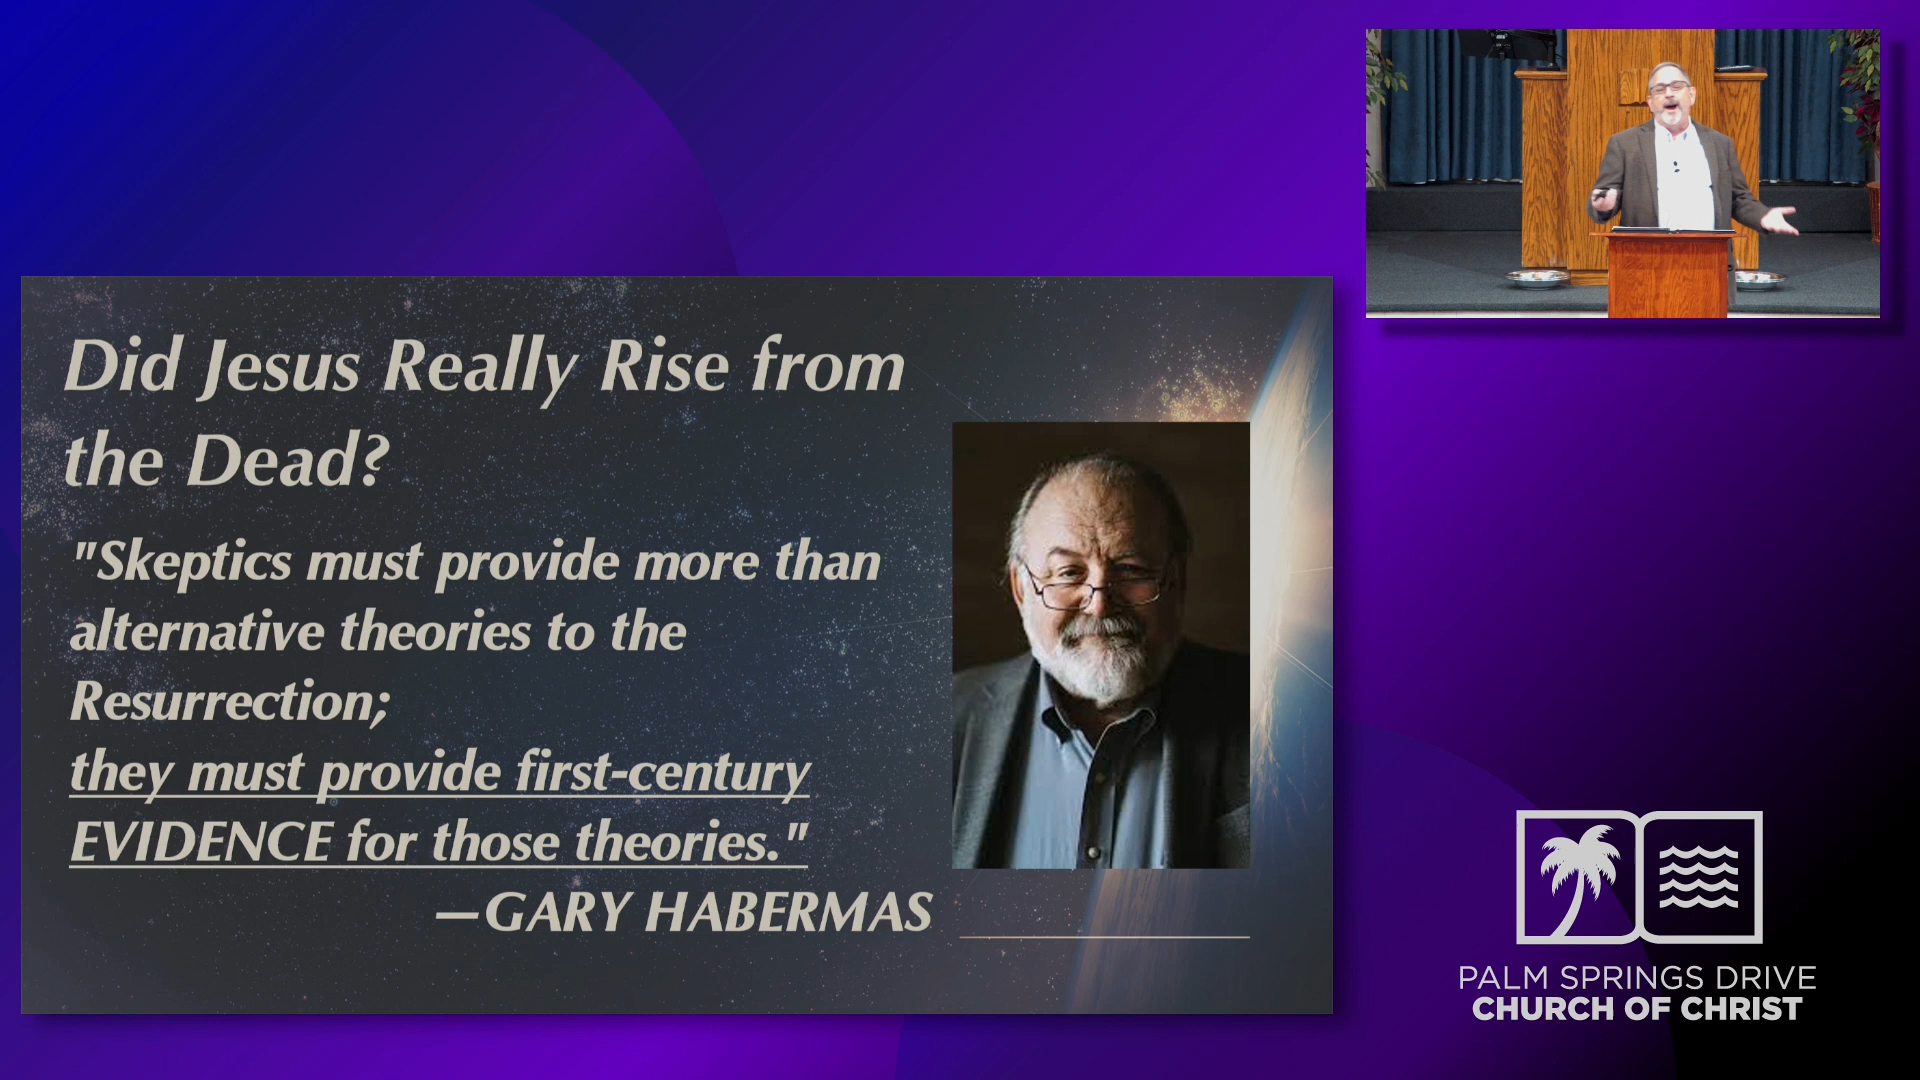 Did Jesus Really Rise from
the Dead?
"Skeptics must provide more than
alternative theories to the
Resurrection;
they must provide first-century
EVIDENCE for those theories."
—GARY HABERMAS
PALM SPRINGS DRIVE
CHURCH OF CHRIST